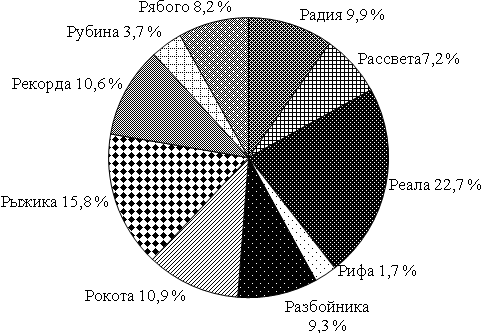 Рябого 8,2 %
Радия 9,9 %
Рубина 3,7 %
Рассвета7,2 %
Рекорда 10,6 %
Реала 22,7 %
Рыжика 15,8 %
Рифа 1,7 %
Рокота 10,9 %
Разбойника
9,3 %